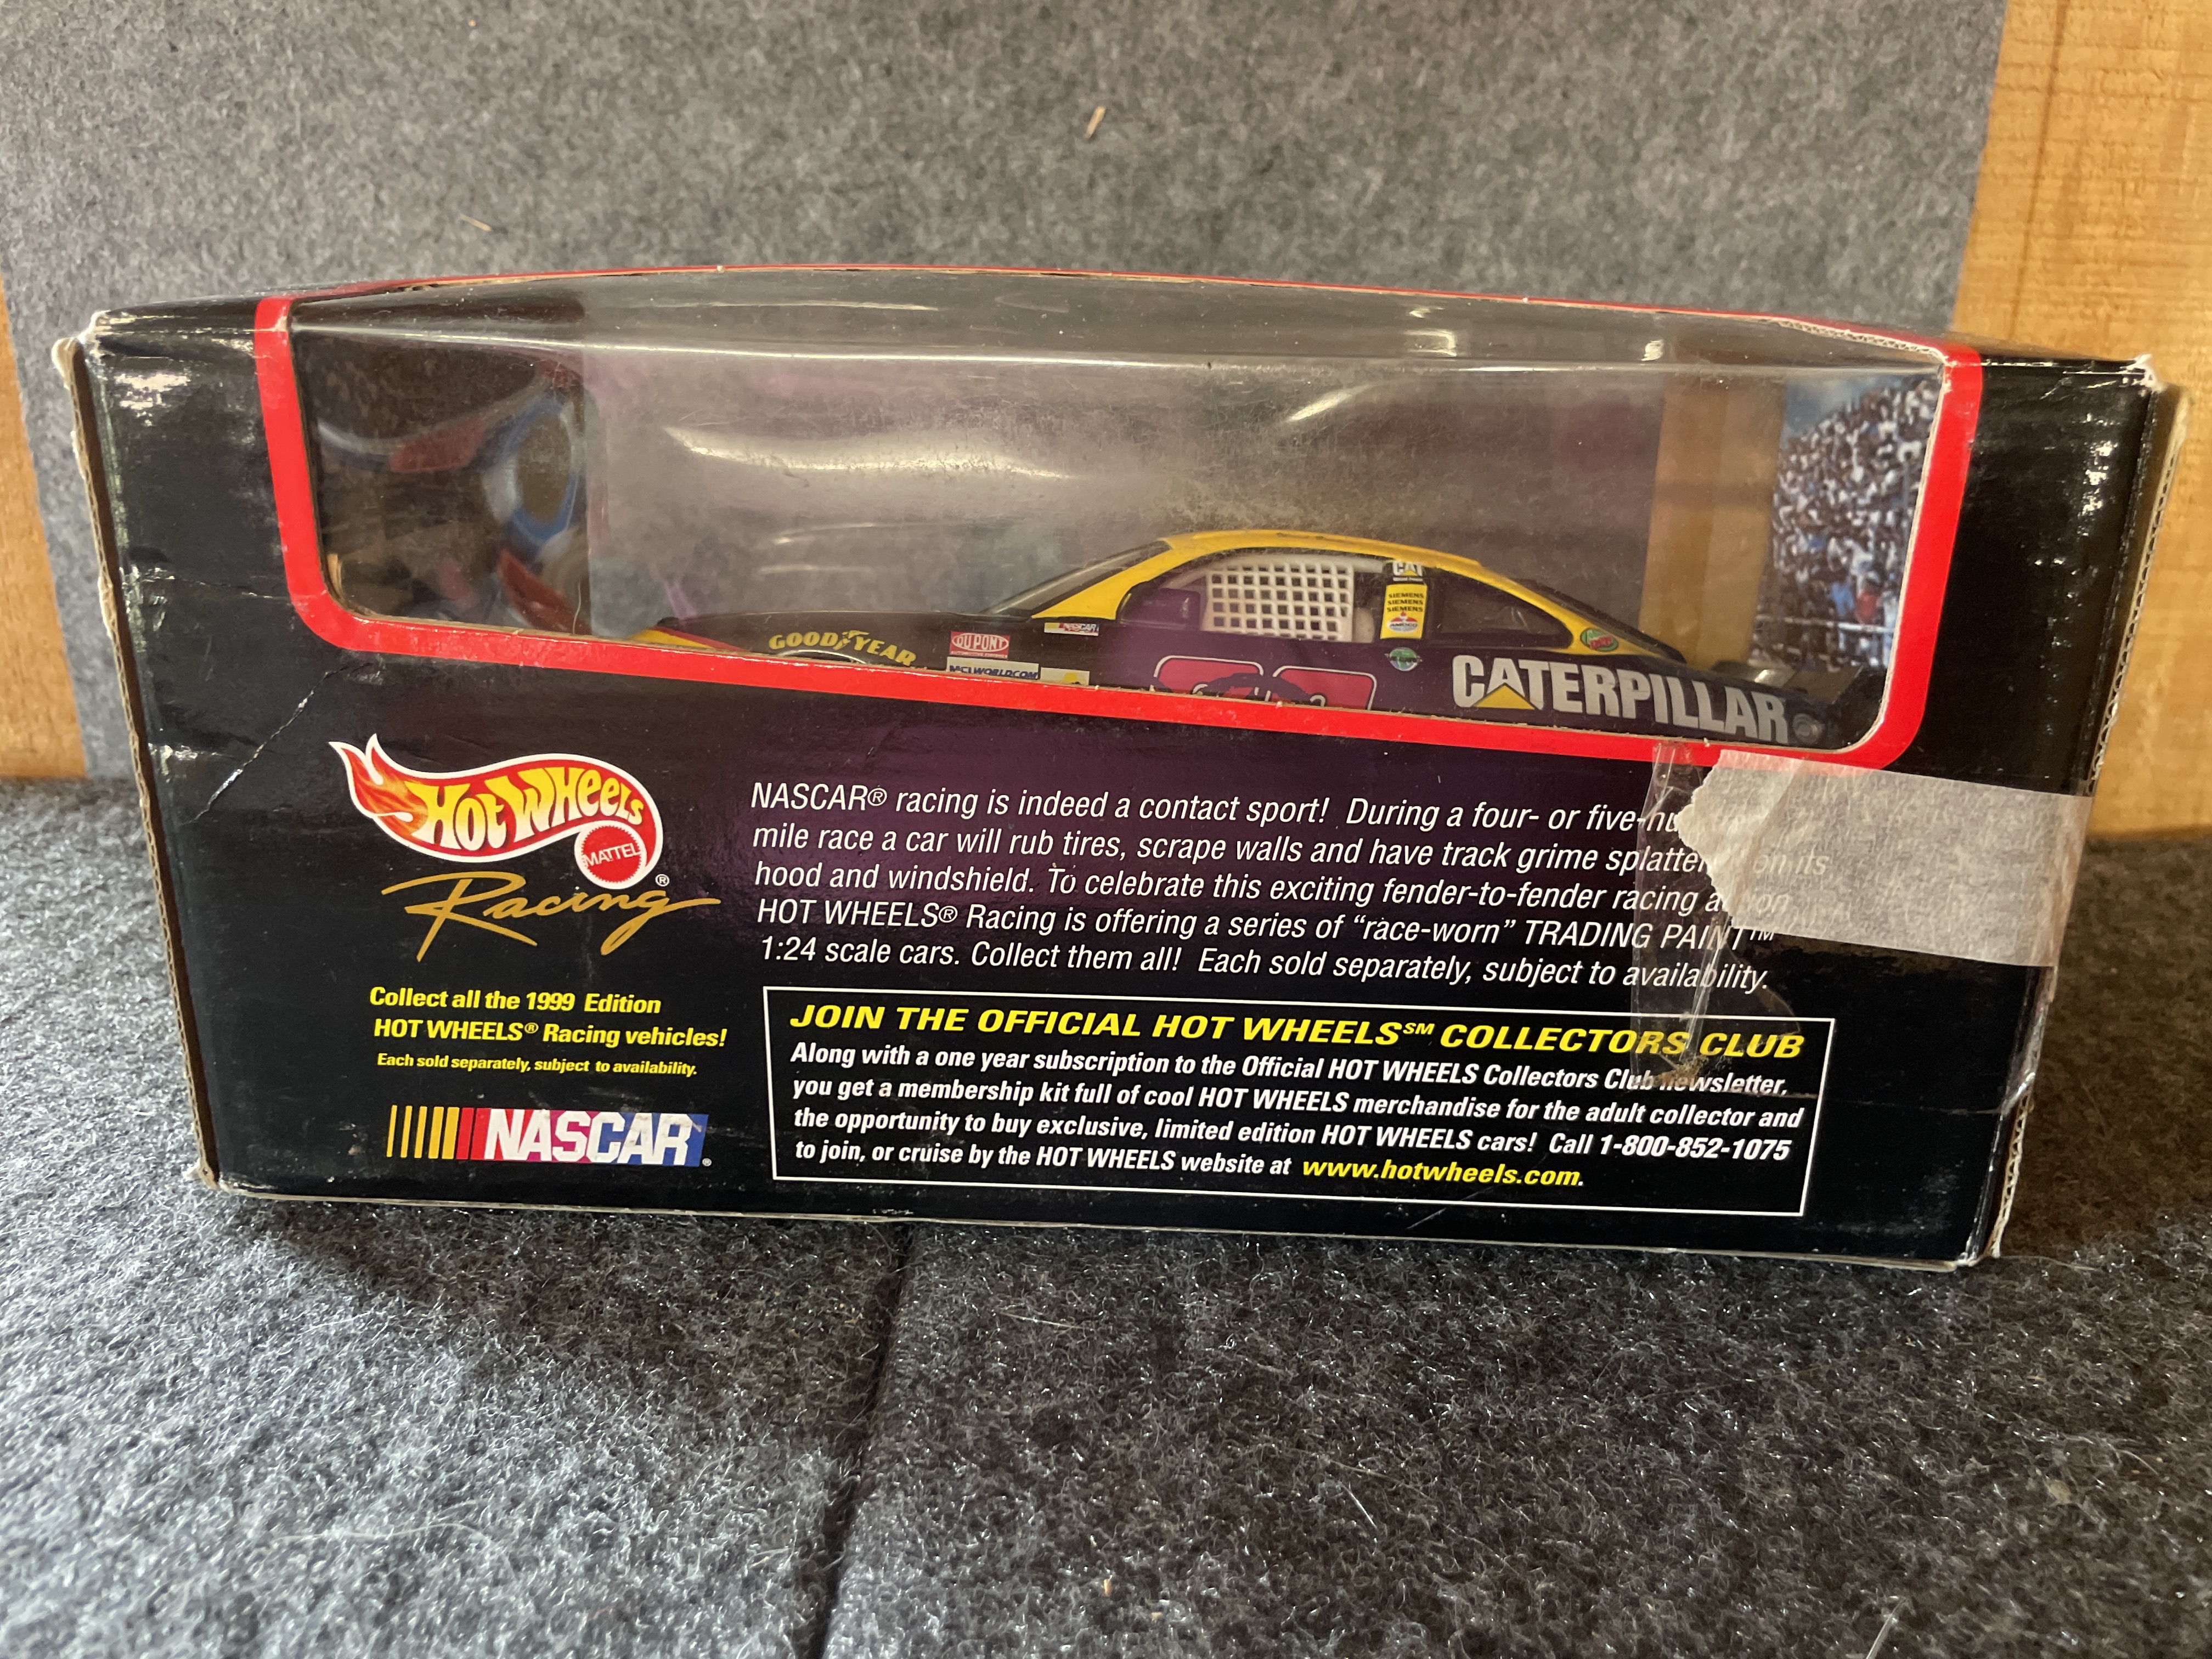 CAT
SIEMENS
SIEMENS
SIEMENS
AMOCO
GOODYEAR
DUPONT
NASCAR
MCI WORLDCOM
CATERPILLAR
HOT WHEELS
MATTEL
®
Racing
NASCAR® racing is indeed a contact sport! During a four- or five-hu
mile race a car will rub tires, scrape walls and have track grime splatter on its
hood and windshield. To celebrate this exciting fender-to-fender racing action
HOT WHEELS® Racing is offering a series of “race-worn” TRADING PAINT™
1:24 scale cars. Collect them all! Each sold separately, subject to availability.
Collect all the 1999 Edition
HOT WHEELS® Racing vehicles!
Each sold separately, subject to availability.
NASCAR®
JOIN THE OFFICIAL HOT WHEELS℠ COLLECTORS CLUB
Along with a one year subscription to the Official HOT WHEELS Collectors Club newsletter,
you get a membership kit full of cool HOT WHEELS merchandise for the adult collector and
the opportunity to buy exclusive, limited edition HOT WHEELS cars! Call 1-800-852-1075
to join, or cruise by the HOT WHEELS website at www.hotwheels.com.